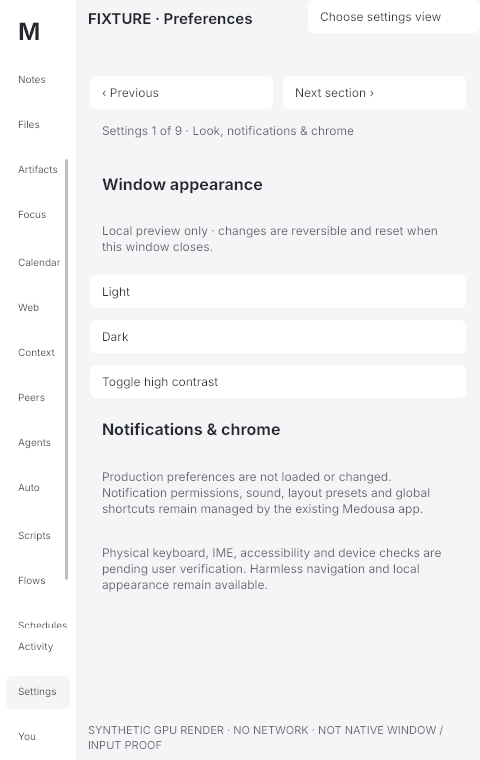 M
Notes
Files
Artifacts
Focus
Calendar
Web
Context
Peers
Agents
Auto
Scripts
Flows
Schedules
Activity
Settings
You
FIXTURE · Preferences
Choose settings view
‹ Previous
Next section ›
Settings 1 of 9 · Look, notifications & chrome
Window appearance
Local preview only · changes are reversible and reset when
this window closes.
Light
Dark
Toggle high contrast
Notifications & chrome
Production preferences are not loaded or changed.
Notification permissions, sound, layout presets and global
shortcuts remain managed by the existing Medousa app.
Physical keyboard, IME, accessibility and device checks are
pending user verification. Harmless navigation and local
appearance remain available.
SYNTHETIC GPU RENDER · NO NETWORK · NOT NATIVE WINDOW /
INPUT PROOF